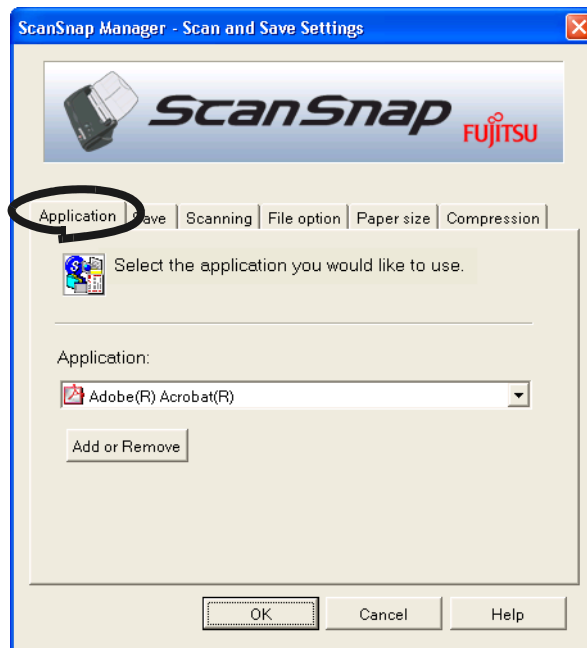 ScanSnap Manager - Scan and Save Settings
ScanSnap FUJITSU
Application Save Scanning File option Paper size Compression
Select the application you would like to use.
Application:
Adobe(R) Acrobat(R)
Add or Remove
OK Cancel Help